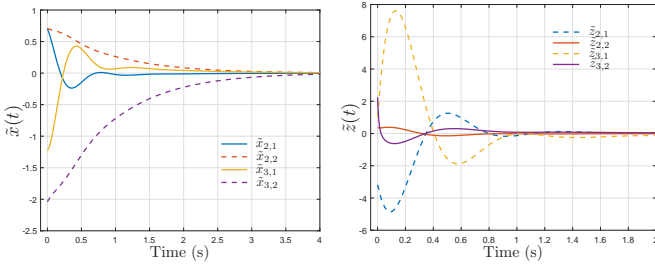 1
0.5
0
-0.5
-1
-1.5
-2
-2.5
x̃(t)
x̃2,1
x̃2,2
x̃3,1
x̃3,2
0 0.5 1 1.5 2 2.5 3 3.5 4
Time (s)
8
6
4
2
0
-2
-4
-6
z̃(t)
z̃2,1
z̃2,2
z̃3,1
z̃3,2
0 0.2 0.4 0.6 0.8 1 1.2 1.4 1.6 1.8 2
Time (s)